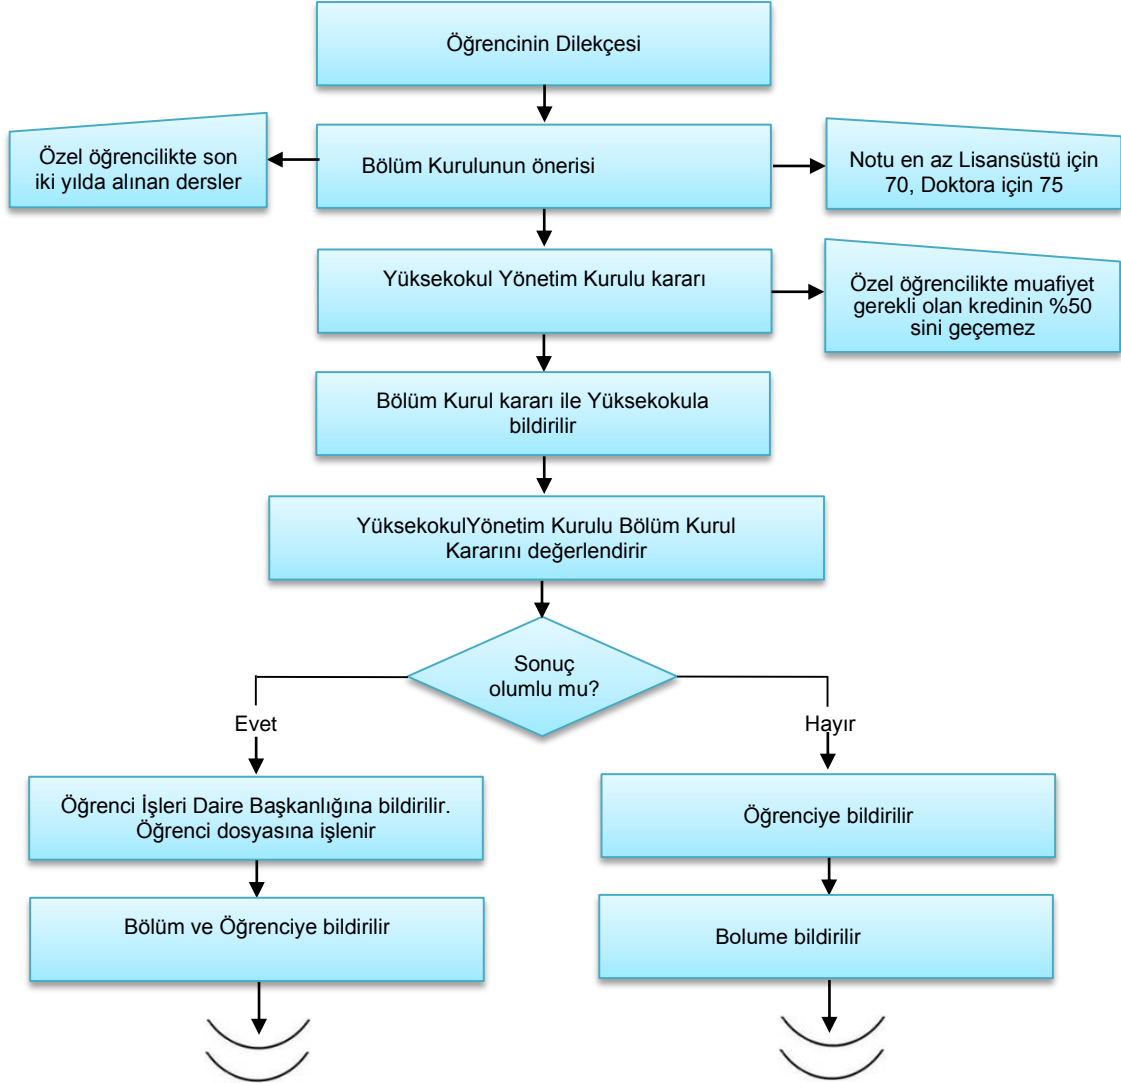 Öğrencinin Dilekçesi
Özel öğrencilikte son
iki yılda alınan dersler
Bölüm Kurulunun önerisi
Notu en az Lisansüstü için
70, Doktora için 75
Yüksekokul Yönetim Kurulu kararı
Özel öğrencilikte muafiyet
gerekli olan kredinin %50
sini geçemez
Bölüm Kurul kararı ile Yüksekokula
bildirilir
YüksekokulYönetim Kurulu Bölüm Kurul
Kararını değerlendirir
Sonuç
olumlu mu?
Evet
Hayır
Öğrenci İşleri Daire Başkanlığına bildirilir.
Öğrenci dosyasına işlenir
Öğrenciye bildirilir
Bölüm ve Öğrenciye bildirilir
Bolume bildirilir